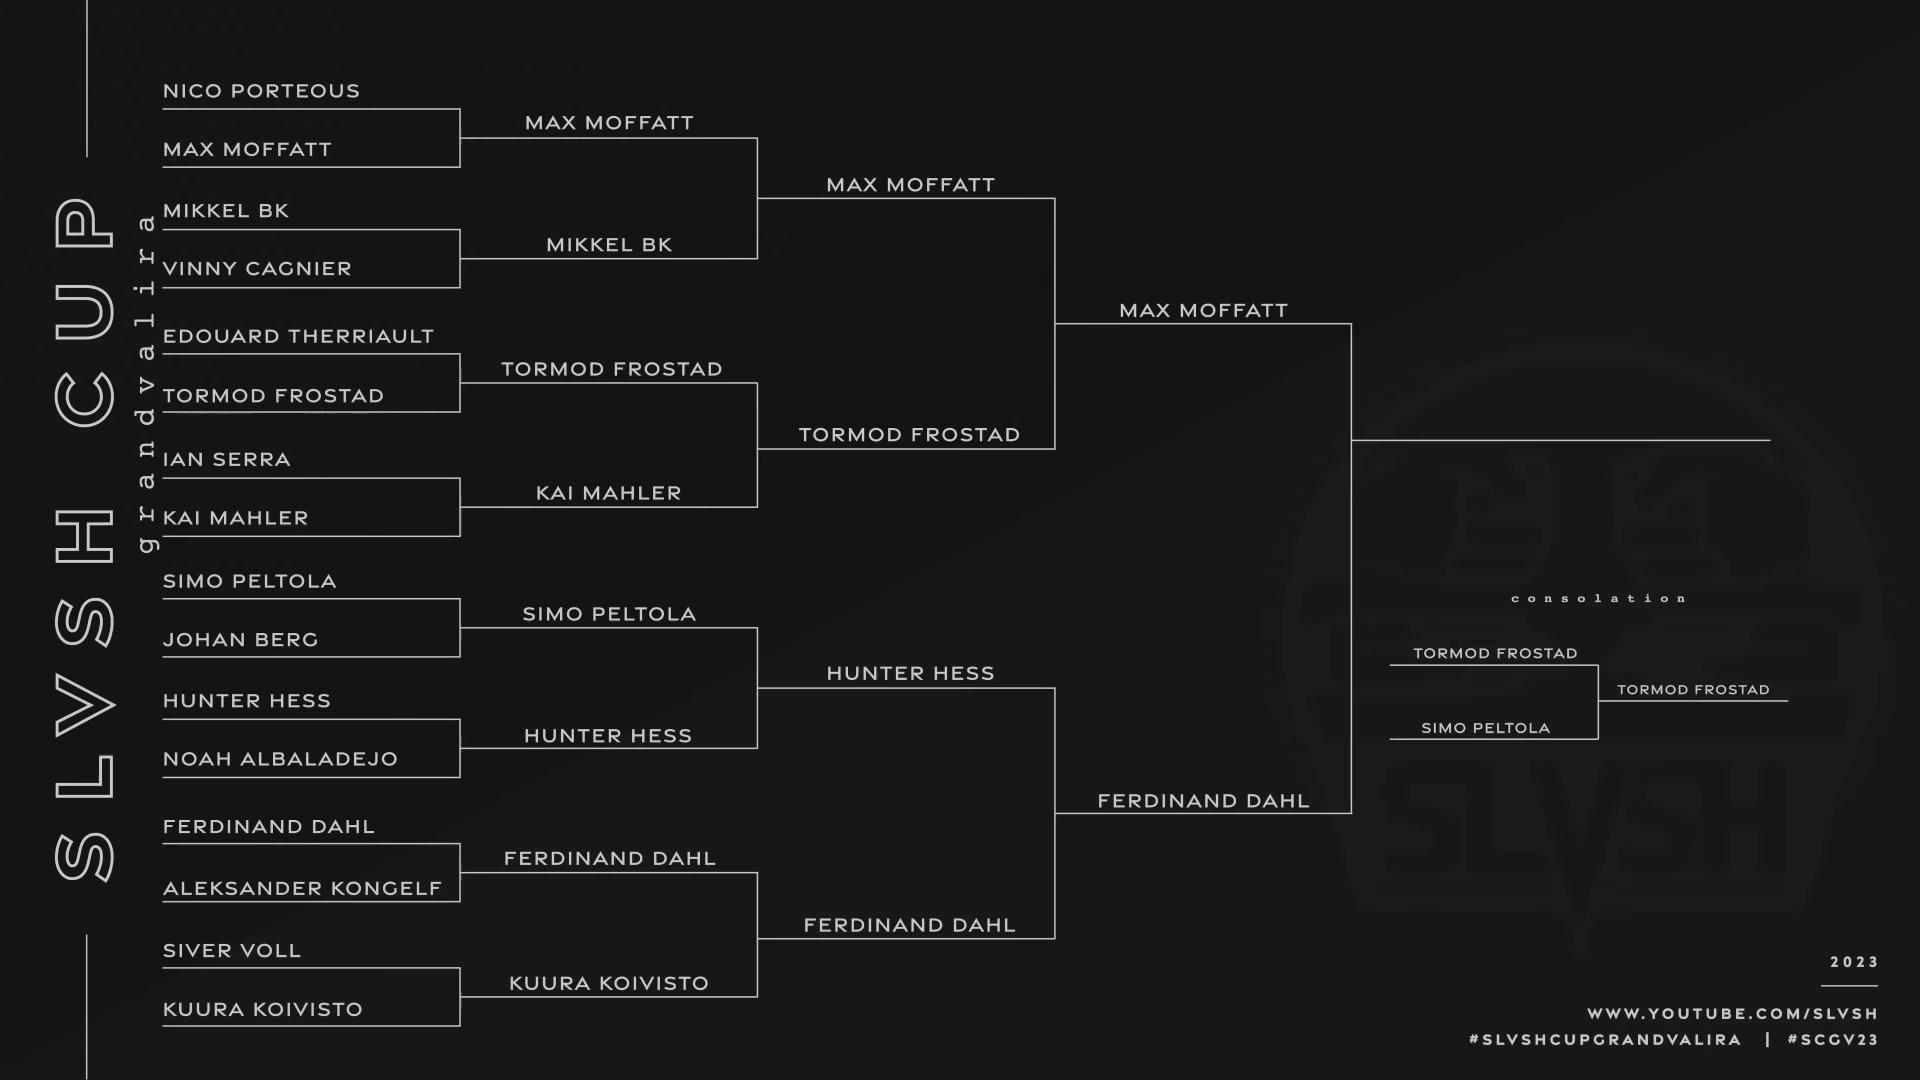 SLVSH CUP
grandvalira
NICO PORTEOUS
MAX MOFFATT
MIKKEL BK
VINNY CAGNIER
EDOUARD THERRIAULT
TORMOD FROSTAD
IAN SERRA
KAI MAHLER
SIMO PELTOLA
JOHAN BERG
HUNTER HESS
NOAH ALBALADEJO
FERDINAND DAHL
ALEKSANDER KONGELF
SIVER VOLL
KUURA KOIVISTO
MAX MOFFATT
MIKKEL BK
TORMOD FROSTAD
KAI MAHLER
SIMO PELTOLA
HUNTER HESS
FERDINAND DAHL
KUURA KOIVISTO
MAX MOFFATT
TORMOD FROSTAD
HUNTER HESS
FERDINAND DAHL
MAX MOFFATT
FERDINAND DAHL
consolation
TORMOD FROSTAD
SIMO PELTOLA
TORMOD FROSTAD
SLVSH
2023
WWW.YOUTUBE.COM/SLVSH
#SLVSHCUPGRANDVALIRA | #SCGV23